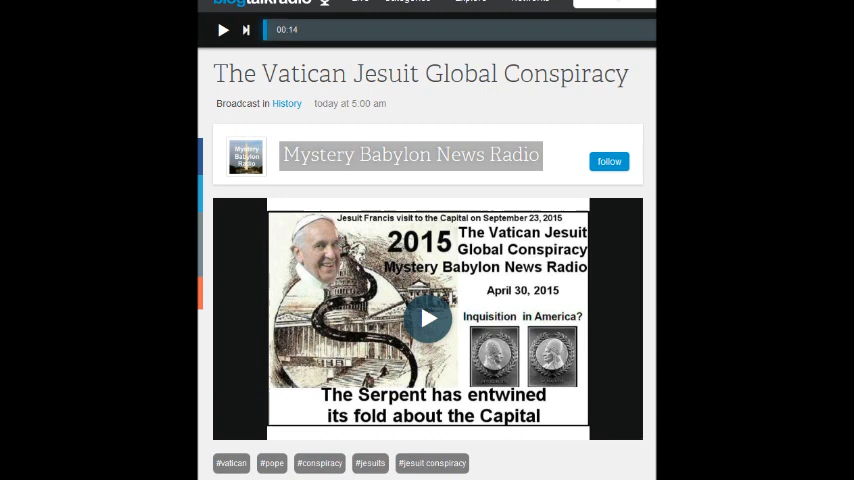 blogtalkradio
00:14
The Vatican Jesuit Global Conspiracy
Broadcast in History today at 5:00 am
Mystery Babylon Radio
Mystery Babylon News Radio
follow
Jesuit Francis visit to the Capital on September 23, 2015
2015
The Vatican Jesuit
Global Conspiracy
Mystery Babylon News Radio
April 30, 2015
Inquisition in America?
The Serpent has entwined
its fold about the Capital
#vatican #pope #conspiracy #jesuits #jesuit conspiracy